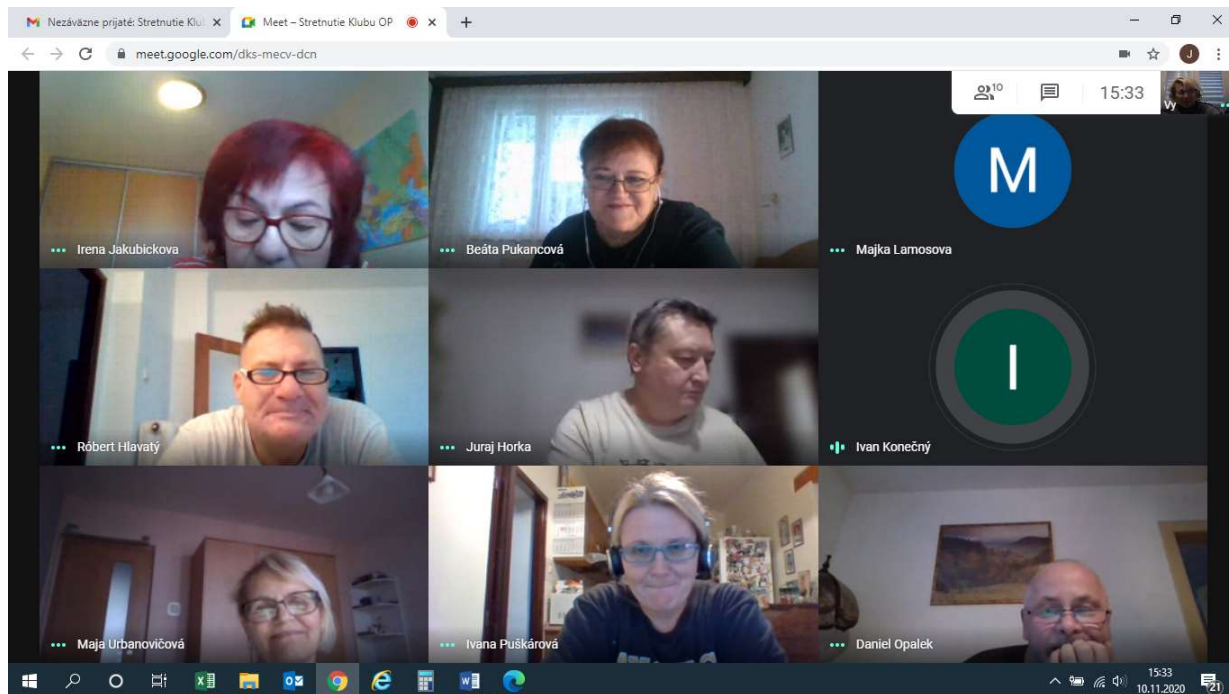 Nezáväzne prijaté: Stretnutie Klu
Meet – Stretnutie Klubu OP
meet.google.com/dks-mecv-dcn
J
10
15:33
Vy
M
Irena Jakubickova
Beáta Pukancová
Majka Lamosova
I
Róbert Hlavatý
Juraj Horka
Ivan Konečný
Maja Urbanovičová
Ivana Puškárová
Daniel Opalek
15:33
10.11.2020
21